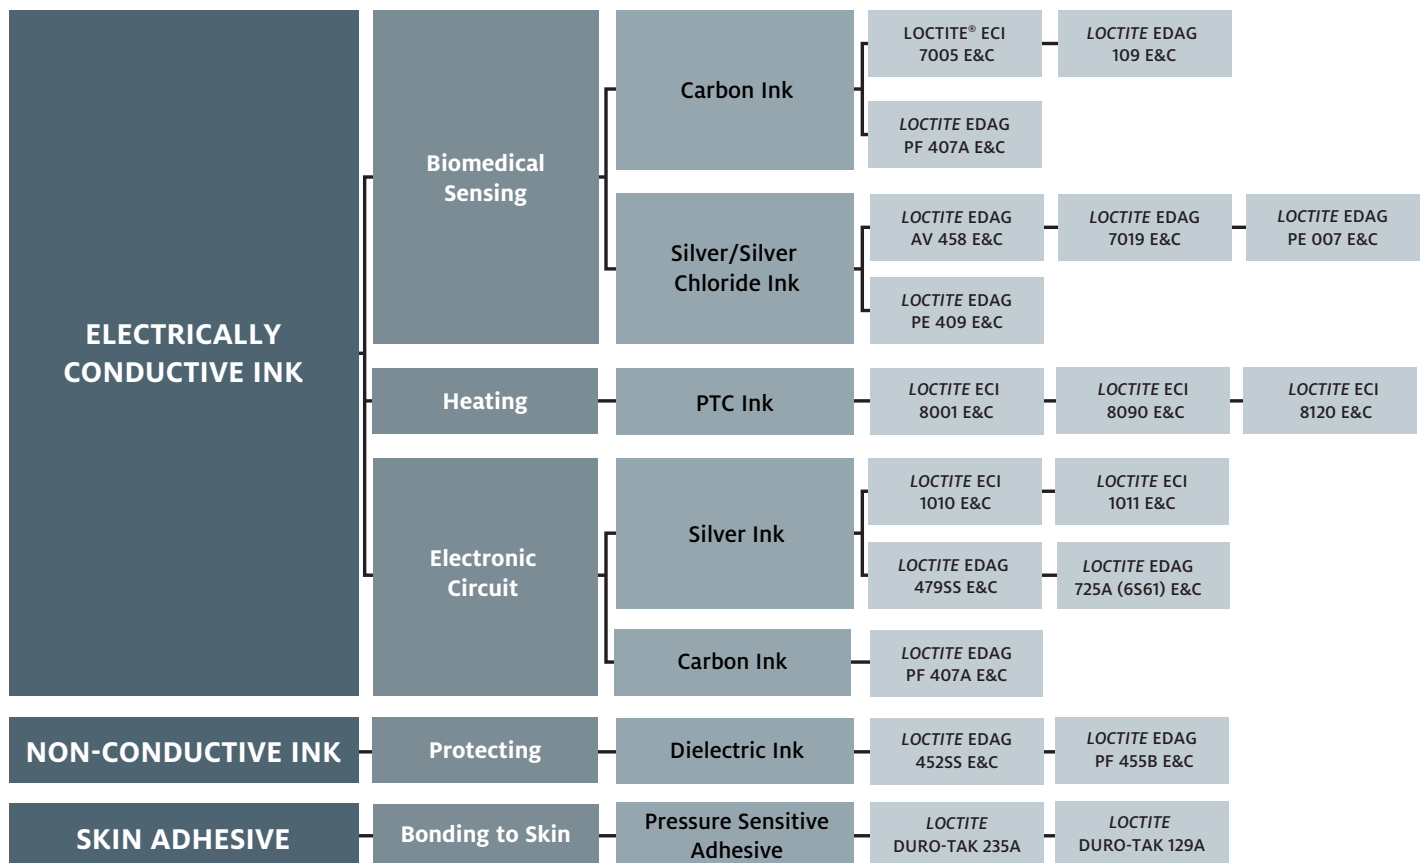 ELECTRICALLY
CONDUCTIVE INK
Biomedical
Sensing
Carbon Ink
LOCTITE® ECI
7005 E&C
LOCTITE EDAG
109 E&C
LOCTITE EDAG
PF 407A E&C
Silver/Silver
Chloride Ink
LOCTITE EDAG
AV 458 E&C
LOCTITE EDAG
7019 E&C
LOCTITE EDAG
PE 007 E&C
LOCTITE EDAG
PE 409 E&C
Heating
PTC Ink
LOCTITE ECI
8001 E&C
LOCTITE ECI
8090 E&C
LOCTITE ECI
8120 E&C
Electronic
Circuit
Silver Ink
LOCTITE ECI
1010 E&C
LOCTITE ECI
1011 E&C
LOCTITE EDAG
479SS E&C
LOCTITE EDAG
725A (6S61) E&C
Carbon Ink
LOCTITE EDAG
PF 407A E&C
NON-CONDUCTIVE INK
Protecting
Dielectric Ink
LOCTITE EDAG
452SS E&C
LOCTITE EDAG
PF 455B E&C
SKIN ADHESIVE
Bonding to Skin
Pressure Sensitive
Adhesive
LOCTITE
DURO-TAK 235A
LOCTITE
DURO-TAK 129A